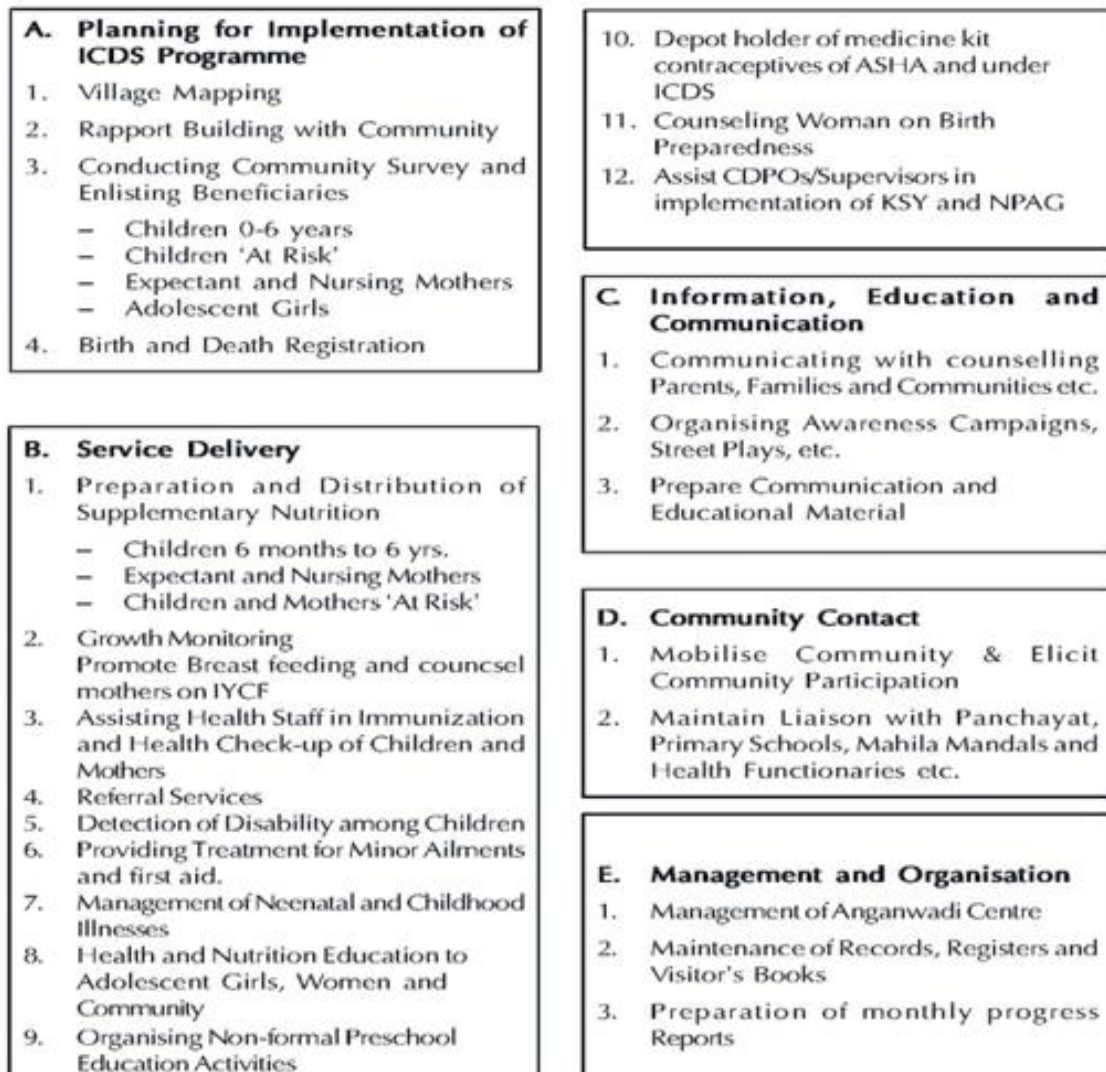 A. Planning for Implementation of
ICDS Programme
1. Village Mapping
2. Rapport Building with Community
3. Conducting Community Survey and
Enlisting Beneficiaries
– Children 0-6 years
– Children 'At Risk'
– Expectant and Nursing Mothers
– Adolescent Girls
4. Birth and Death Registration
B. Service Delivery
1. Preparation and Distribution of
Supplementary Nutrition
– Children 6 months to 6 yrs.
– Expectant and Nursing Mothers
– Children and Mothers 'At Risk'
2. Growth Monitoring
Promote Breast feeding and councsel
mothers on IYCF
3. Assisting Health Staff in Immunization
and Health Check-up of Children and
Mothers
4. Referral Services
5. Detection of Disability among Children
6. Providing Treatment for Minor Ailments
and first aid.
7. Management of Neenatal and Childhood
Illnesses
8. Health and Nutrition Education to
Adolescent Girls, Women and
Community
9. Organising Non-formal Preschool
Education Activities
10. Depot holder of medicine kit
contraceptives of ASHA and under
ICDS
11. Counseling Woman on Birth
Preparedness
12. Assist CDPOs/Supervisors in
implementation of KSY and NPAG
C. Information, Education and
Communication
1. Communicating with counselling
Parents, Families and Communities etc.
2. Organising Awareness Campaigns,
Street Plays, etc.
3. Prepare Communication and
Educational Material
D. Community Contact
1. Mobilise Community & Elicit
Community Participation
2. Maintain Liaison with Panchayat,
Primary Schools, Mahila Mandals and
Health Functionaries etc.
E. Management and Organisation
1. Management of Anganwadi Centre
2. Maintenance of Records, Registers and
Visitor's Books
3. Preparation of monthly progress
Reports